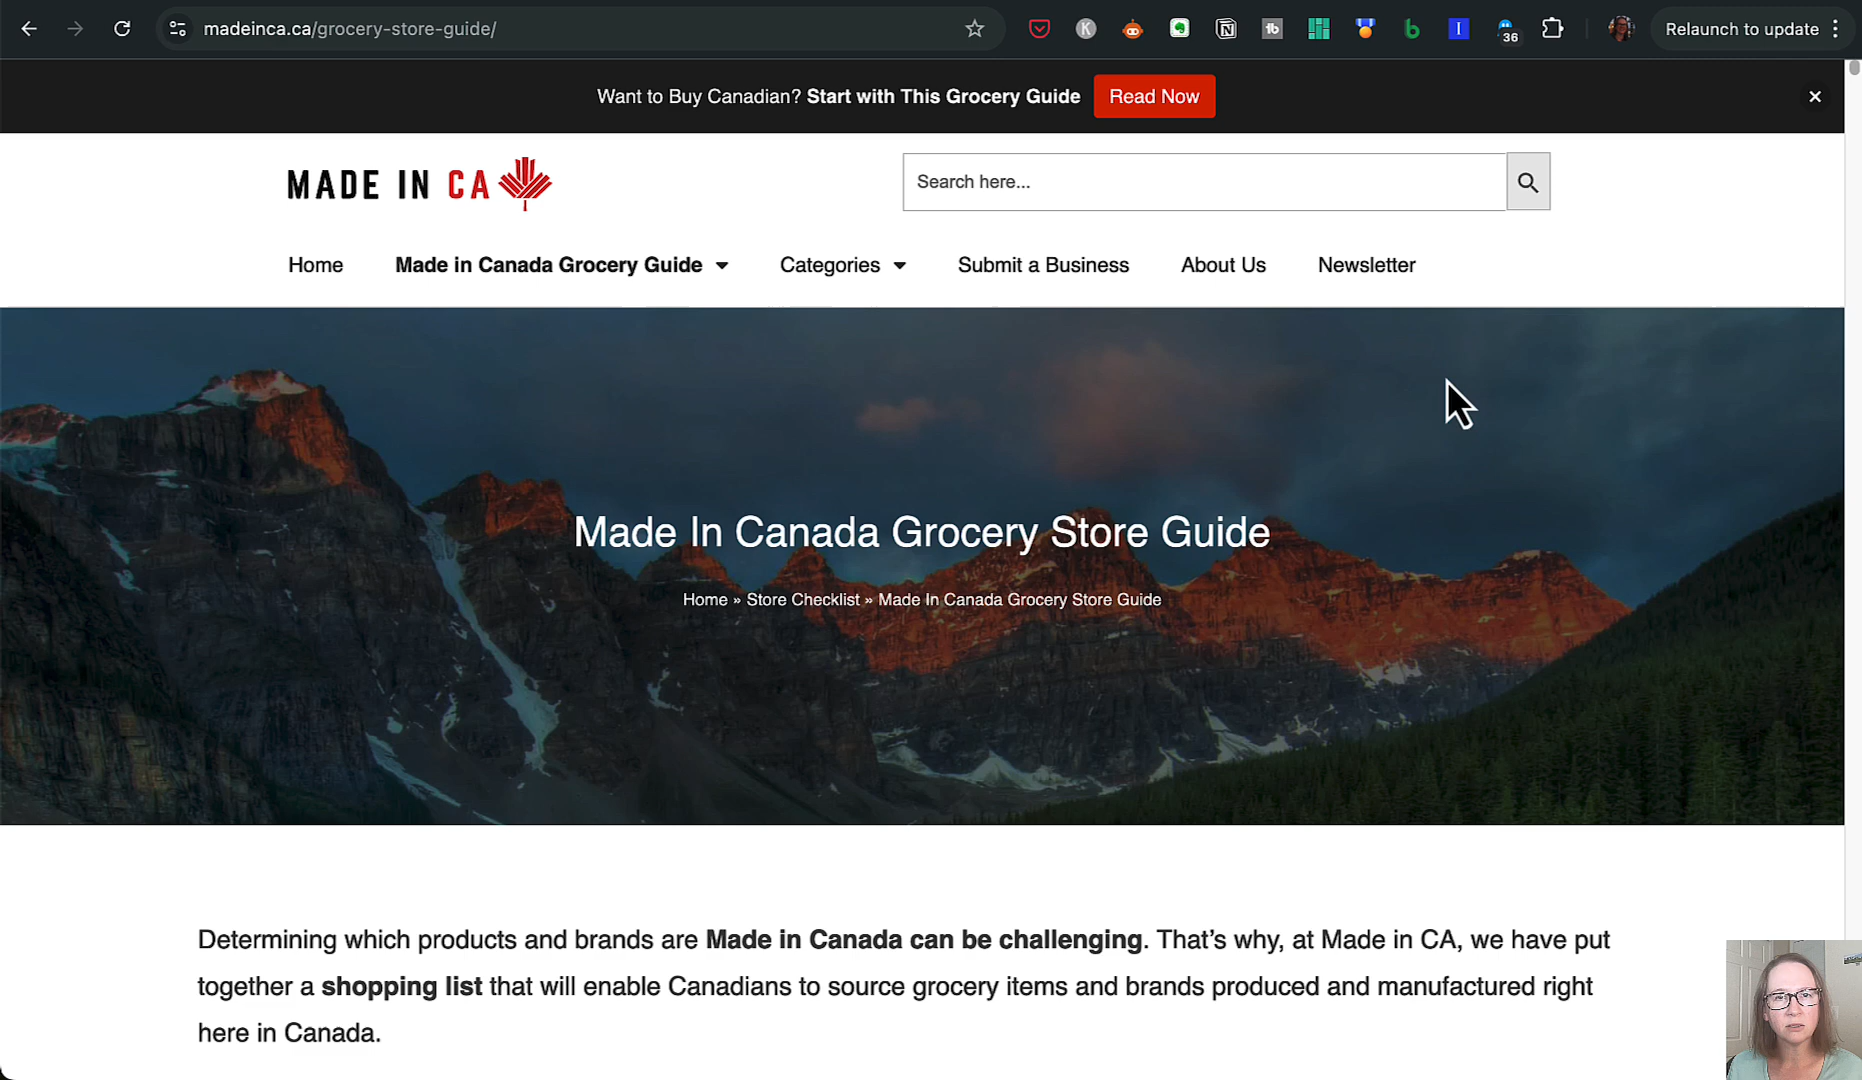 madeinca.ca/grocery-store-guide/
36
Relaunch to update
Want to Buy Canadian? Start with This Grocery Guide Read Now
MADE IN CA
Search here...
Home Made in Canada Grocery Guide Categories Submit a Business About Us Newsletter
Made In Canada Grocery Store Guide
Home » Store Checklist » Made In Canada Grocery Store Guide
Determining which products and brands are Made in Canada can be challenging. That’s why, at Made in CA, we have put
together a shopping list that will enable Canadians to source grocery items and brands produced and manufactured right
here in Canada.